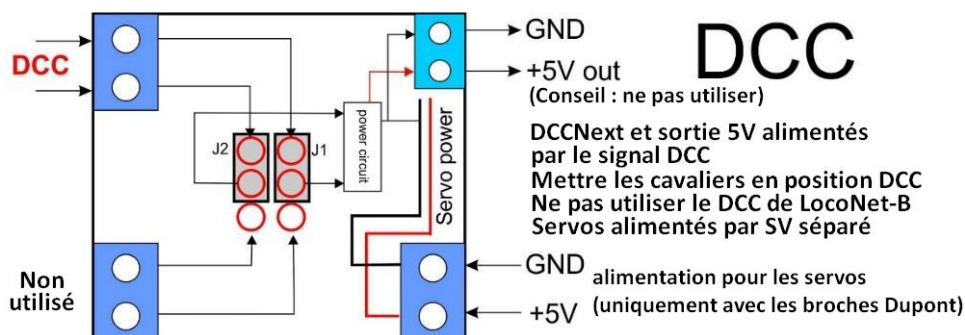 DCC
GND
+5V out
(Conseil : ne pas utiliser)
DCC
DCCNext et sortie 5V alimentés
par le signal DCC
Mettre les cavaliers en position DCC
Ne pas utiliser le DCC de LocoNet-B
Servos alimentés par SV séparé
J2
J1
power circuit
Servo power
Non
utilisé
GND
+5V
alimentation pour les servos
(uniquement avec les broches Dupont)